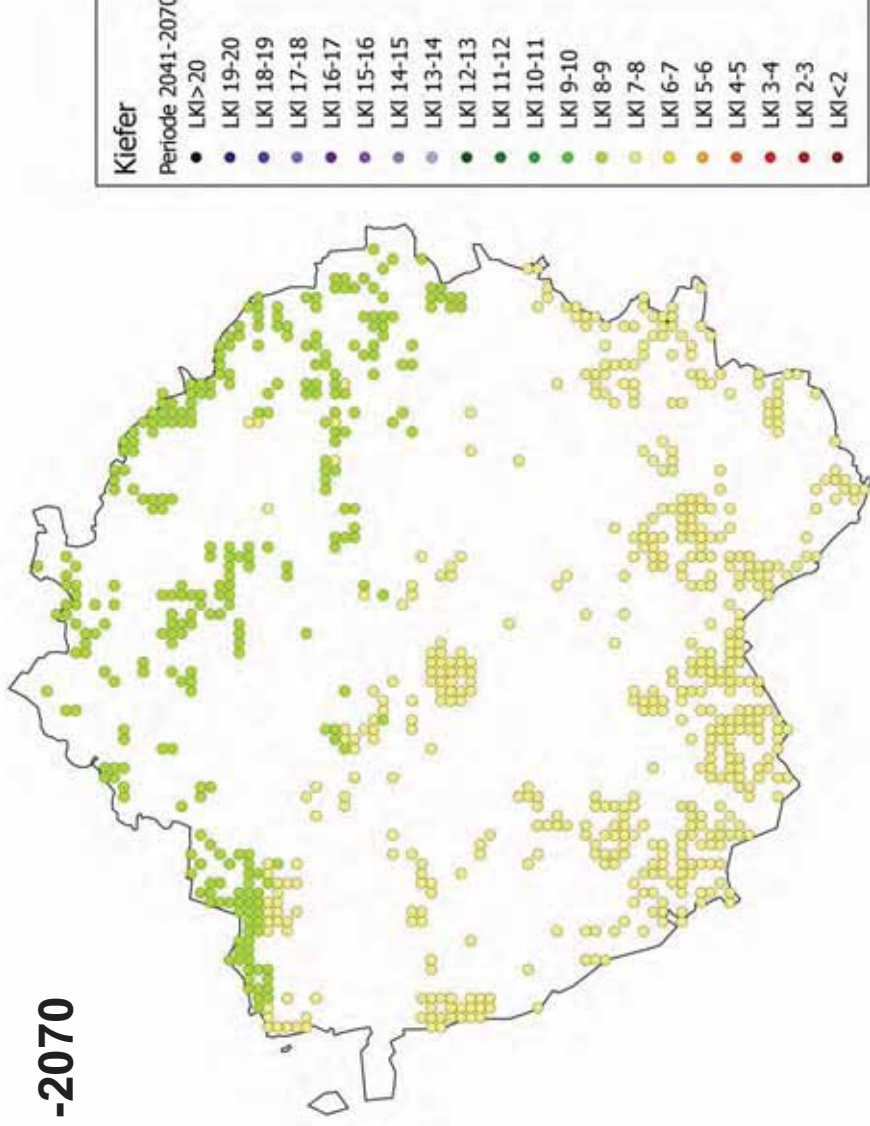 -2070
Kiefer
Periode 2041-2070
LKI>20
LKI 19-20
LKI 18-19
LKI 17-18
LKI 16-17
LKI 15-16
LKI 14-15
LKI 13-14
LKI 12-13
LKI 11-12
LKI 10-11
LKI 9-10
LKI 8-9
LKI 7-8
LKI 6-7
LKI 5-6
LKI 4-5
LKI 3-4
LKI 2-3
LKI<2